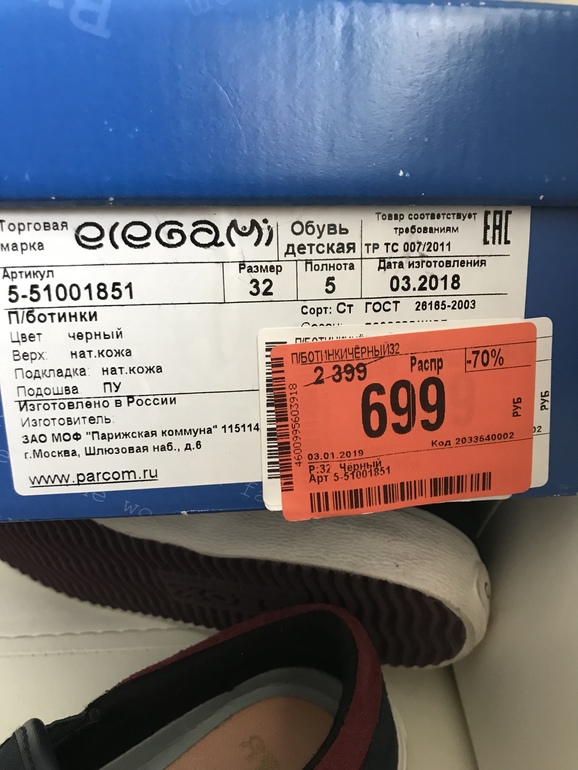 Торговая марка
elegami
Обувь детская
Товар соответствует требованиям
ТР ТС 007/2011
EAC
Артикул
5-51001851
Размер
32
Полнота
5
Дата изготовления
03.2018
П/ботинки
Сорт: Ст ГОСТ 26165-2003
Цвет черный
Верх: нат.кожа
Подкладка: нат.кожа
Подошва ПУ
Изготовлено в России
Изготовитель:
ЗАО МОФ "Парижская коммуна" 115114
г.Москва, Шлюзовая наб., д.6
www.parcom.ru
П/БОТИНКИЧЁРНЫЙ32
2 399
Распр
-70%
699
РУБ
РУБ
4600995603918
Код 2033540002
03.01.2019
Р:32 Чёрный
Арт 5-51001851